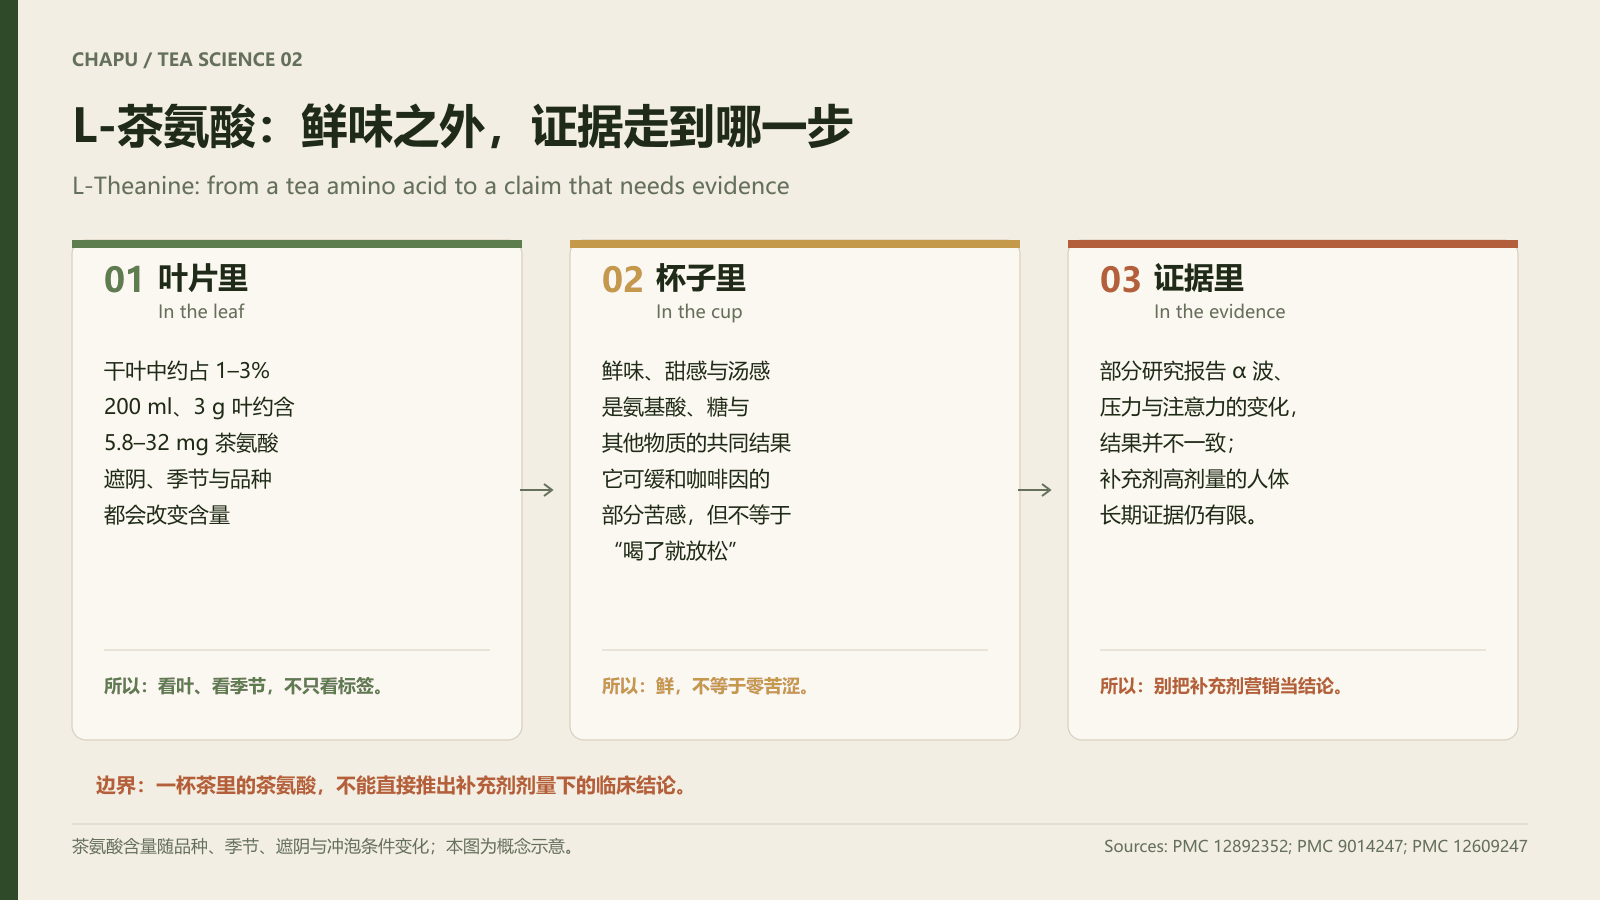 CHAPU / TEA SCIENCE 02
L-茶氨酸：鲜味之外，证据走到哪一步
L-Theanine: from a tea amino acid to a claim that needs evidence
01 叶片里
In the leaf
干叶中约占 1–3%
200 ml、3 g 叶约含
5.8–32 mg 茶氨酸
遮阴、季节与品种
都会改变含量
所以：看叶、看季节，不只看标签。
→
02 杯子里
In the cup
鲜味、甜感与汤感
是氨基酸、糖与
其他物质的共同结果
它可缓和咖啡因的
部分苦感，但不等于
“喝了就放松”
所以：鲜，不等于零苦涩。
→
03 证据里
In the evidence
部分研究报告 α 波、
压力与注意力的变化，
结果并不一致；
补充剂高剂量的人体
长期证据仍有限。
所以：别把补充剂营销当结论。
边界：一杯茶里的茶氨酸，不能直接推出补充剂剂量下的临床结论。
茶氨酸含量随品种、季节、遮阴与冲泡条件变化；本图为概念示意。
Sources: PMC 12892352; PMC 9014247; PMC 12609247